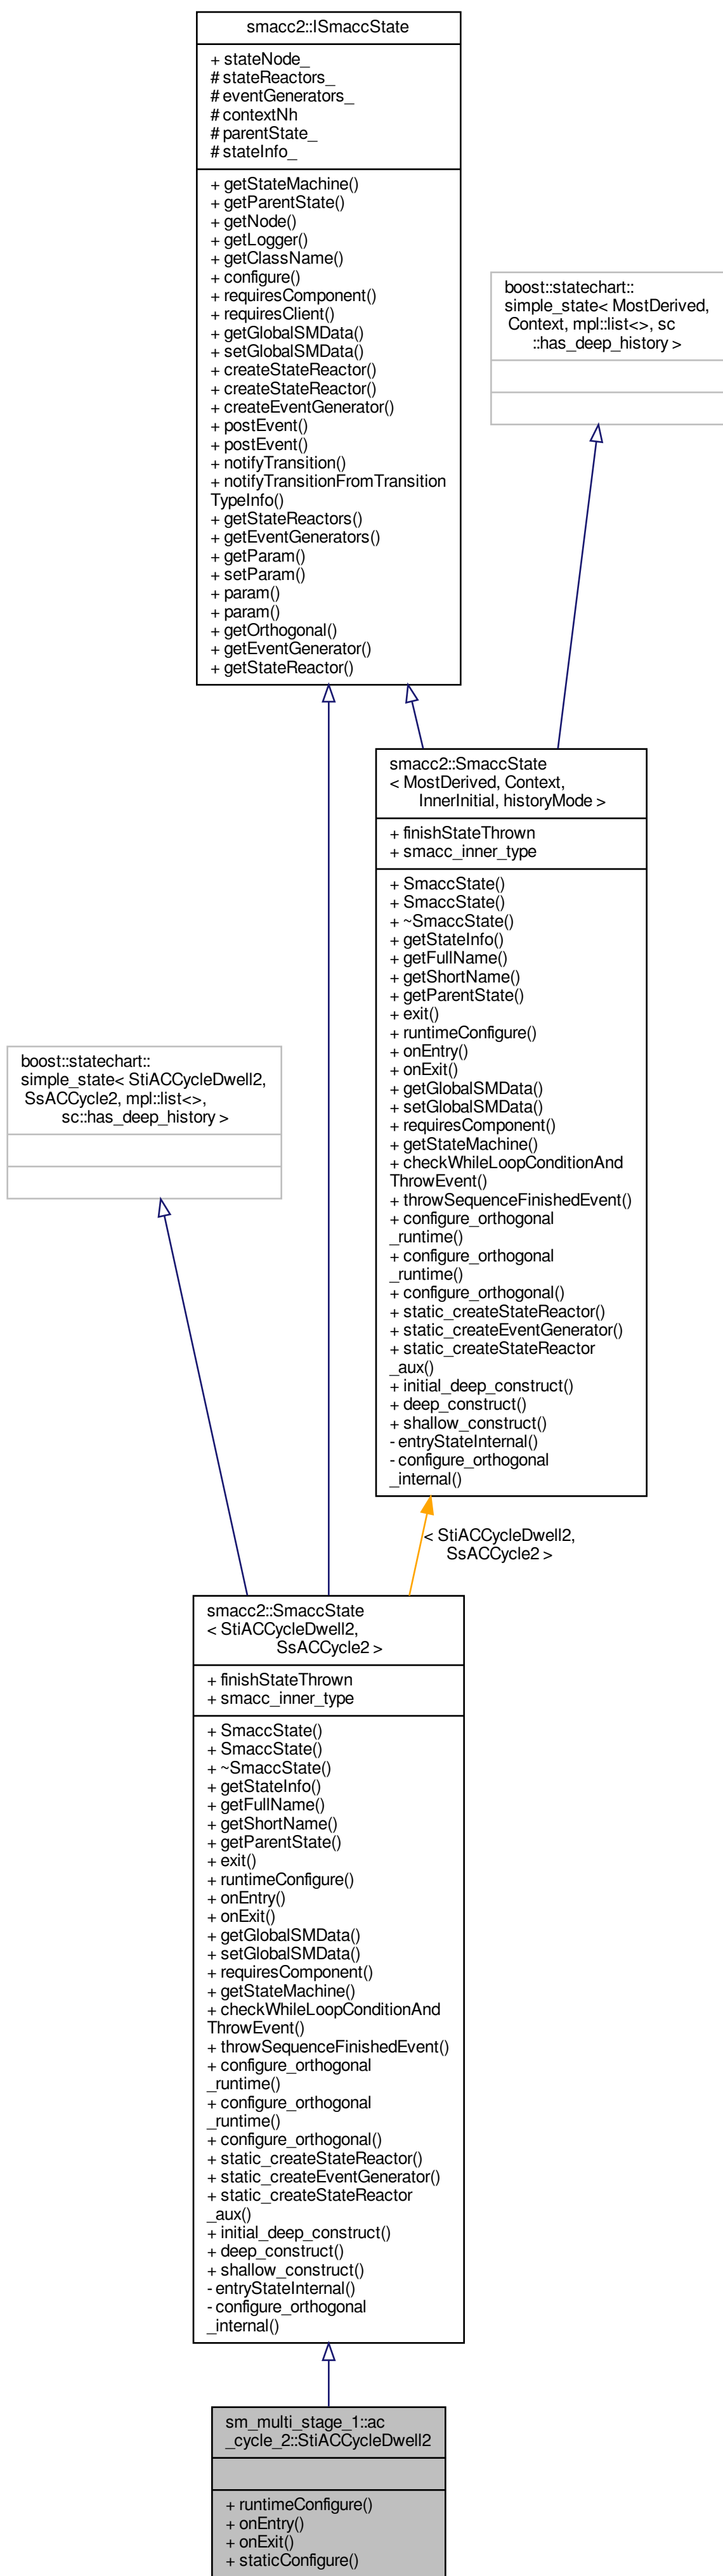 smacc2::ISmaccState
+ stateNode_
# stateReactors_
# eventGenerators_
# contextNh
# parentState_
# stateInfo_
+ getStateMachine()
+ getParentState()
+ getNode()
+ getLogger()
+ getClassName()
+ configure()
+ requiresComponent()
+ requiresClient()
+ getGlobalSMData()
+ setGlobalSMData()
+ createStateReactor()
+ createStateReactor()
+ createEventGenerator()
+ postEvent()
+ postEvent()
+ notifyTransition()
+ notifyTransitionFromTransition
TypeInfo()
+ getStateReactors()
+ getEventGenerators()
+ getParam()
+ setParam()
+ param()
+ param()
+ getOrthogonal()
+ getEventGenerator()
+ getStateReactor()
boost::statechart::
simple_state< MostDerived,
Context, mpl::list<>, sc
::has_deep_history >
smacc2::SmaccState
< MostDerived, Context,
InnerInitial, historyMode >
+ finishStateThrown
+ smacc_inner_type
+ SmaccState()
+ SmaccState()
+ ~SmaccState()
+ getStateInfo()
+ getFullName()
+ getShortName()
+ getParentState()
+ exit()
+ runtimeConfigure()
+ onEntry()
+ onExit()
+ getGlobalSMData()
+ setGlobalSMData()
+ requiresComponent()
+ getStateMachine()
+ checkWhileLoopConditionAnd
ThrowEvent()
+ throwSequenceFinishedEvent()
+ configure_orthogonal
_runtime()
+ configure_orthogonal
_runtime()
+ configure_orthogonal()
+ static_createStateReactor()
+ static_createEventGenerator()
+ static_createStateReactor
_aux()
+ initial_deep_construct()
+ deep_construct()
+ shallow_construct()
- entryStateInternal()
- configure_orthogonal
_internal()
boost::statechart::
simple_state< StiACCycleDwell2,
SsACCycle2, mpl::list<>,
sc::has_deep_history >
< StiACCycleDwell2,
SsACCycle2 >
smacc2::SmaccState
< StiACCycleDwell2,
SsACCycle2 >
+ finishStateThrown
+ smacc_inner_type
+ SmaccState()
+ SmaccState()
+ ~SmaccState()
+ getStateInfo()
+ getFullName()
+ getShortName()
+ getParentState()
+ exit()
+ runtimeConfigure()
+ onEntry()
+ onExit()
+ getGlobalSMData()
+ setGlobalSMData()
+ requiresComponent()
+ getStateMachine()
+ checkWhileLoopConditionAnd
ThrowEvent()
+ throwSequenceFinishedEvent()
+ configure_orthogonal
_runtime()
+ configure_orthogonal
_runtime()
+ configure_orthogonal()
+ static_createStateReactor()
+ static_createEventGenerator()
+ static_createStateReactor
_aux()
+ initial_deep_construct()
+ deep_construct()
+ shallow_construct()
- entryStateInternal()
- configure_orthogonal
_internal()
sm_multi_stage_1::ac
_cycle_2::StiACCycleDwell2
+ runtimeConfigure()
+ onEntry()
+ onExit()
+ staticConfigure()